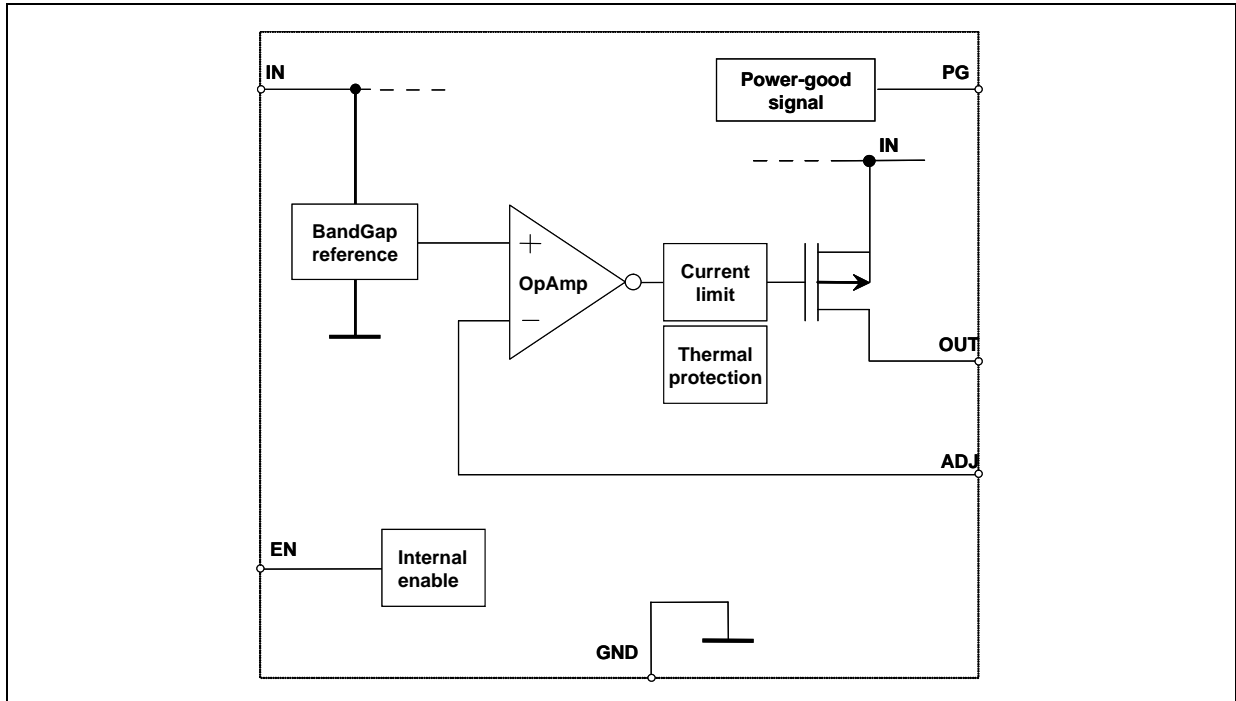 IN
Power-good
signal
PG
IN
BandGap
reference
+
OpAmp
−
Current
limit
Thermal
protection
OUT
ADJ
EN
Internal
enable
GND